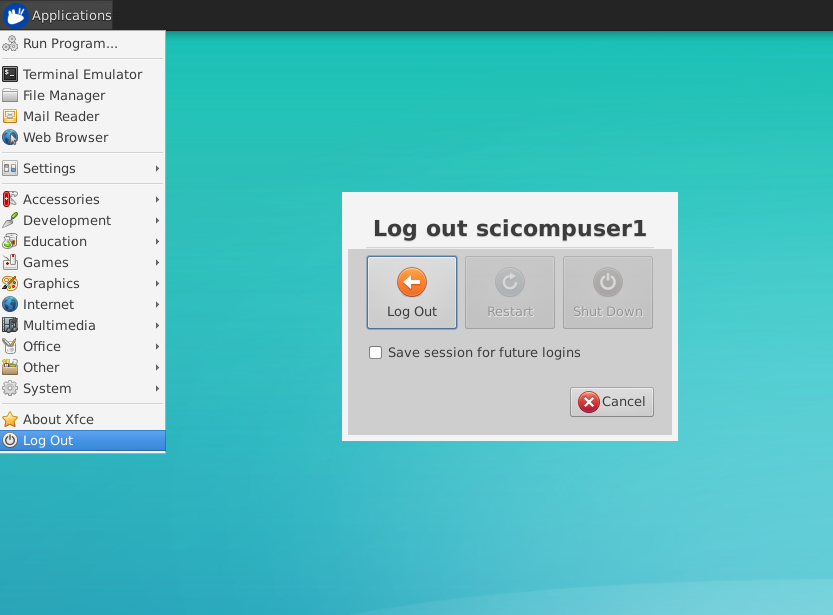 Applications
Run Program...
Terminal Emulator
File Manager
Mail Reader
Web Browser
Settings
Accessories
Development
Education
Games
Graphics
Internet
Multimedia
Office
Other
System
About Xfce
Log Out
Log out scicompuser1
Log Out Restart Shut Down
Save session for future logins
Cancel